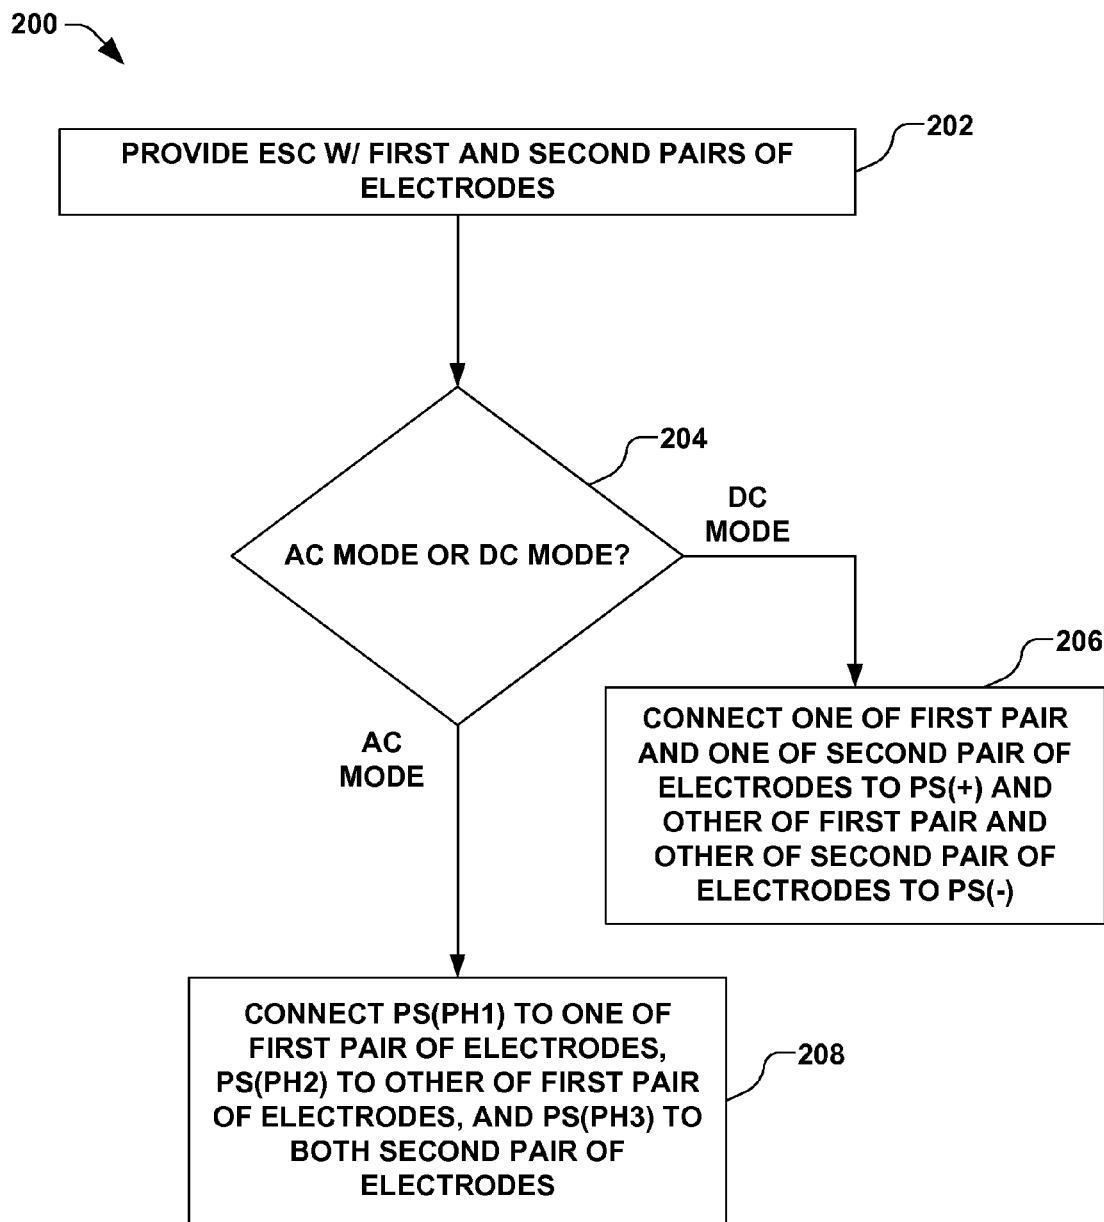 200
PROVIDE ESC W/ FIRST AND SECOND PAIRS OF
ELECTRODES
202
AC MODE OR DC MODE?
204
DC
MODE
CONNECT ONE OF FIRST PAIR
AND ONE OF SECOND PAIR OF
ELECTRODES TO PS(+) AND
OTHER OF FIRST PAIR AND
OTHER OF SECOND PAIR OF
ELECTRODES TO PS(-)
206
AC
MODE
CONNECT PS(PH1) TO ONE OF
FIRST PAIR OF ELECTRODES,
PS(PH2) TO OTHER OF FIRST PAIR
OF ELECTRODES, AND PS(PH3) TO
BOTH SECOND PAIR OF
ELECTRODES
208